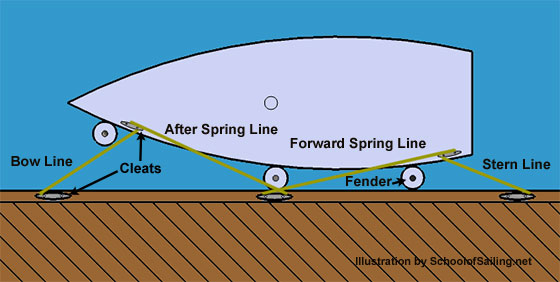 After Spring Line
Forward Spring Line
Bow Line
Cleats
Stern Line
Fender
Illustration by SchoolofSailing.net